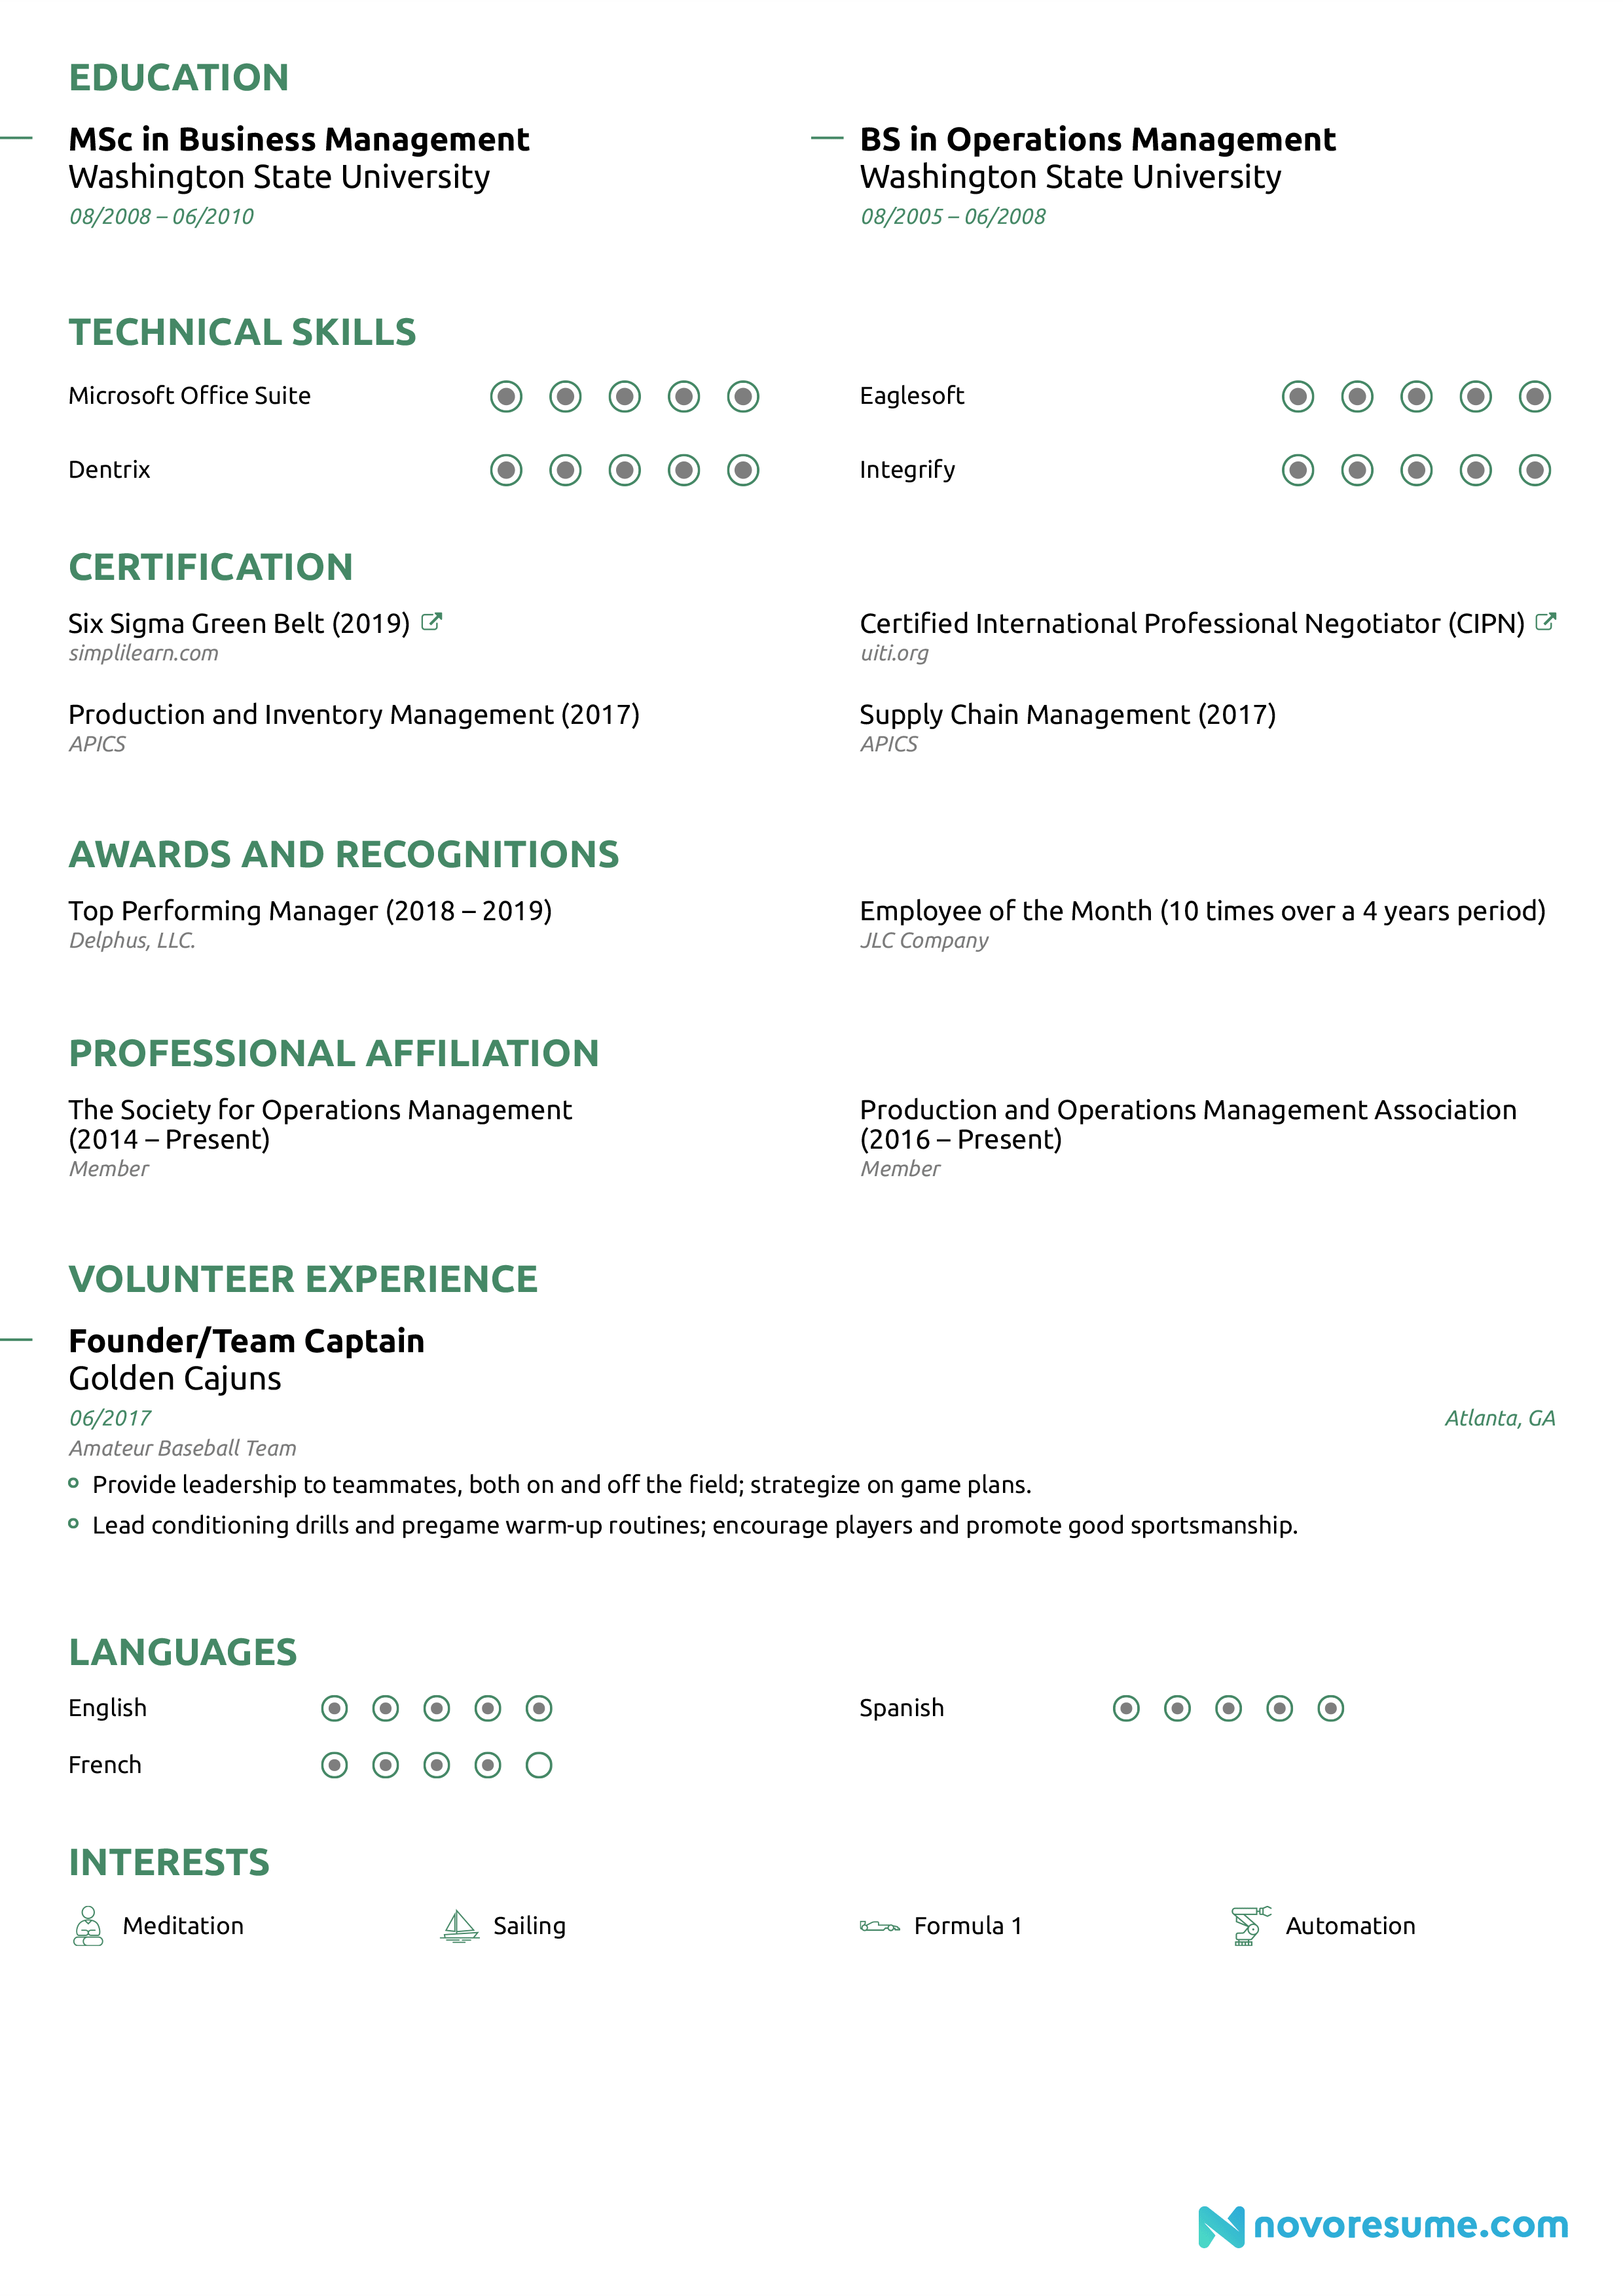 EDUCATION
MSc in Business Management
Washington State University
08/2008 – 06/2010
BS in Operations Management
Washington State University
08/2005 – 06/2008
TECHNICAL SKILLS
Microsoft Office Suite
Eaglesoft
Dentrix
Integrify
CERTIFICATION
Six Sigma Green Belt (2019)
simplilearn.com
Certified International Professional Negotiator (CIPN)
uiti.org
Production and Inventory Management (2017)
APICS
Supply Chain Management (2017)
APICS
AWARDS AND RECOGNITIONS
Top Performing Manager (2018 – 2019)
Delphus, LLC.
Employee of the Month (10 times over a 4 years period)
JLC Company
PROFESSIONAL AFFILIATION
The Society for Operations Management
(2014 – Present)
Member
Production and Operations Management Association
(2016 – Present)
Member
VOLUNTEER EXPERIENCE
Founder/Team Captain
Golden Cajuns
06/2017
Atlanta, GA
Amateur Baseball Team
Provide leadership to teammates, both on and off the field; strategize on game plans.
Lead conditioning drills and pregame warm-up routines; encourage players and promote good sportsmanship.
LANGUAGES
English
Spanish
French
INTERESTS
Meditation
Sailing
Formula 1
Automation
novoresume.com